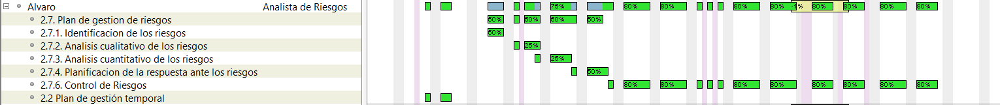 Alvaro Analista de Riesgos 75% 80% 80% 80% 80% -1% 80% 80% 80% 80%
2.7. Plan de gestion de riesgos 50% 50% 50% 50%
2.7.1. Identificacion de los riesgos 50%
2.7.2. Analisis cualitativo de los riesgos 25%
2.7.3. Analisis cuantitativo de los riesgos 25%
2.7.4. Planificacion de la respuesta ante los riesgos 50%
2.7.6. Control de Riesgos 80% 80% 80% 80% 80% 80% 80% 80%
2.2 Plan de gestión temporal